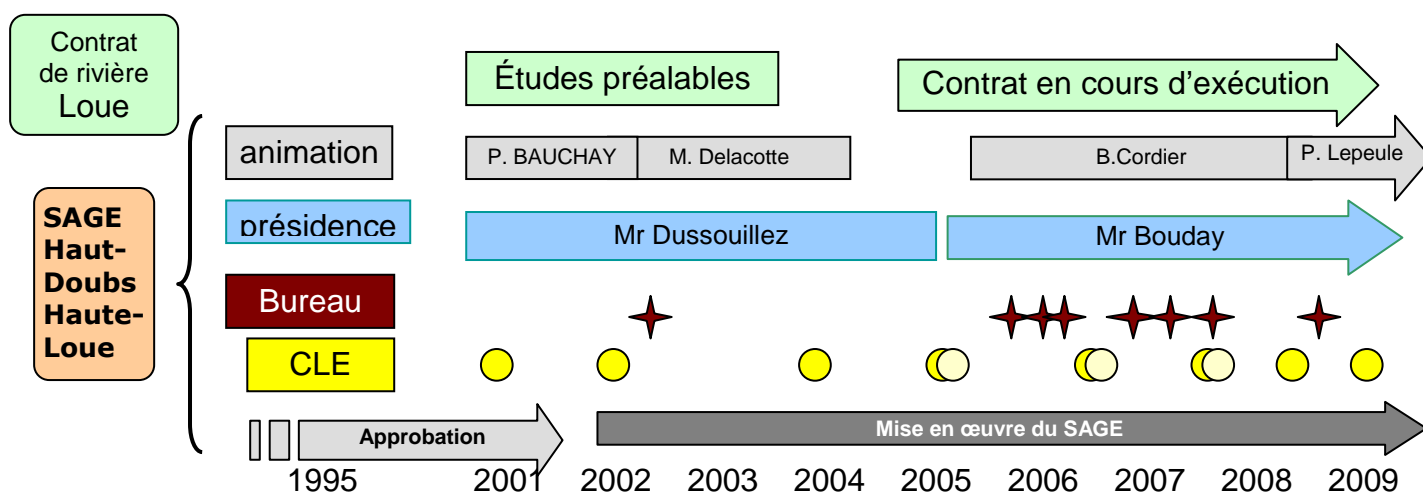 Contrat
de rivière
Loue
Études préalables
Contrat en cours d'exécution
animation
P. BAUCHAY
M. Delacotte
B.Cordier
P. Lepeule
SAGE
Haut-
Doubs
Haute-
Loue
présidence
Mr Dussouillez
Mr Bouday
Bureau
CLE
Approbation
Mise en œuvre du SAGE
1995 2001 2002 2003 2004 2005 2006 2007 2008 2009